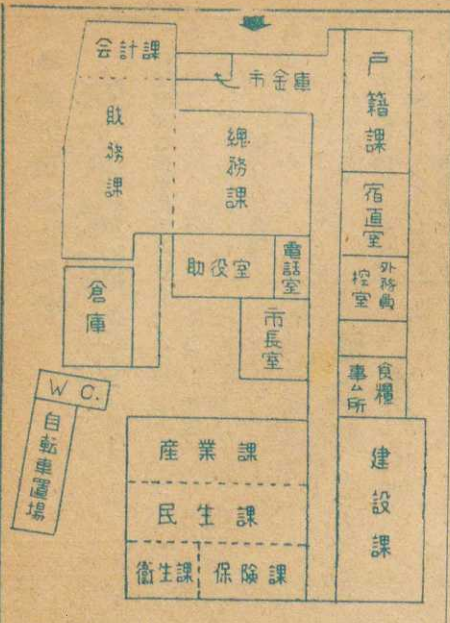 会計課
市金庫
戸籍課
財務課
總務課
宿直室
助役室
電話室
外務員
控室
倉庫
市長室
食糧
事ム所
W C.
自転車置場
産業課
建設課
民生課
衛生課
保険課